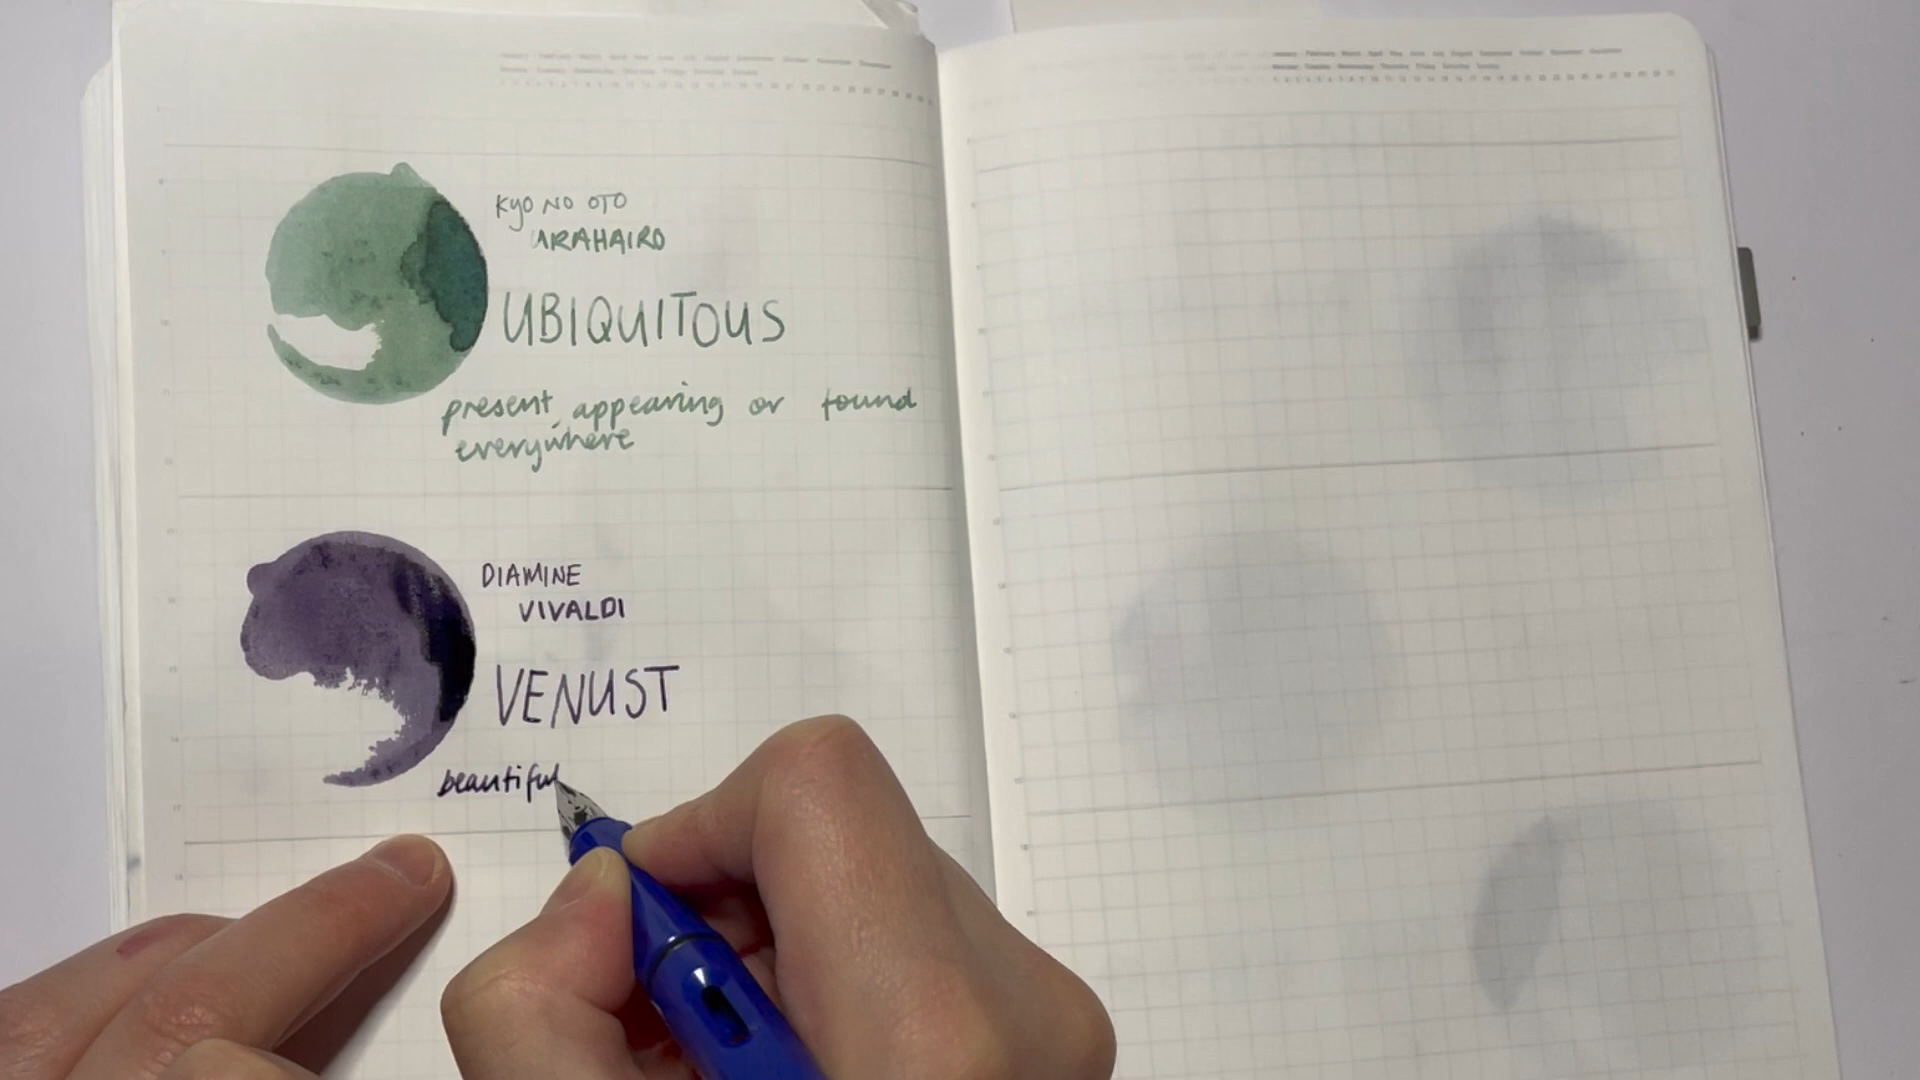 KYO NO OTO
URAHAIRO
UBIQUITOUS
present, appearing or found
everywhere
DIAMINE
VIVALDI
VENUST
beautiful